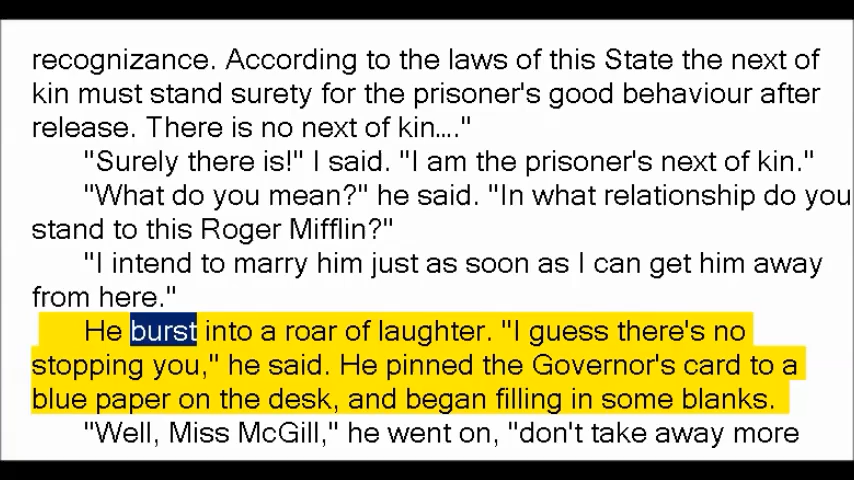 recognizance. According to the laws of this State the next of
kin must stand surety for the prisoner's good behaviour after
release. There is no next of kin...."
"Surely there is!" I said. "I am the prisoner's next of kin."
"What do you mean?" he said. "In what relationship do you
stand to this Roger Mifflin?"
"I intend to marry him just as soon as I can get him away
from here."
He burst into a roar of laughter. "I guess there's no
stopping you," he said. He pinned the Governor's card to a
blue paper on the desk, and began filling in some blanks.
"Well, Miss McGill," he went on, "don't take away more